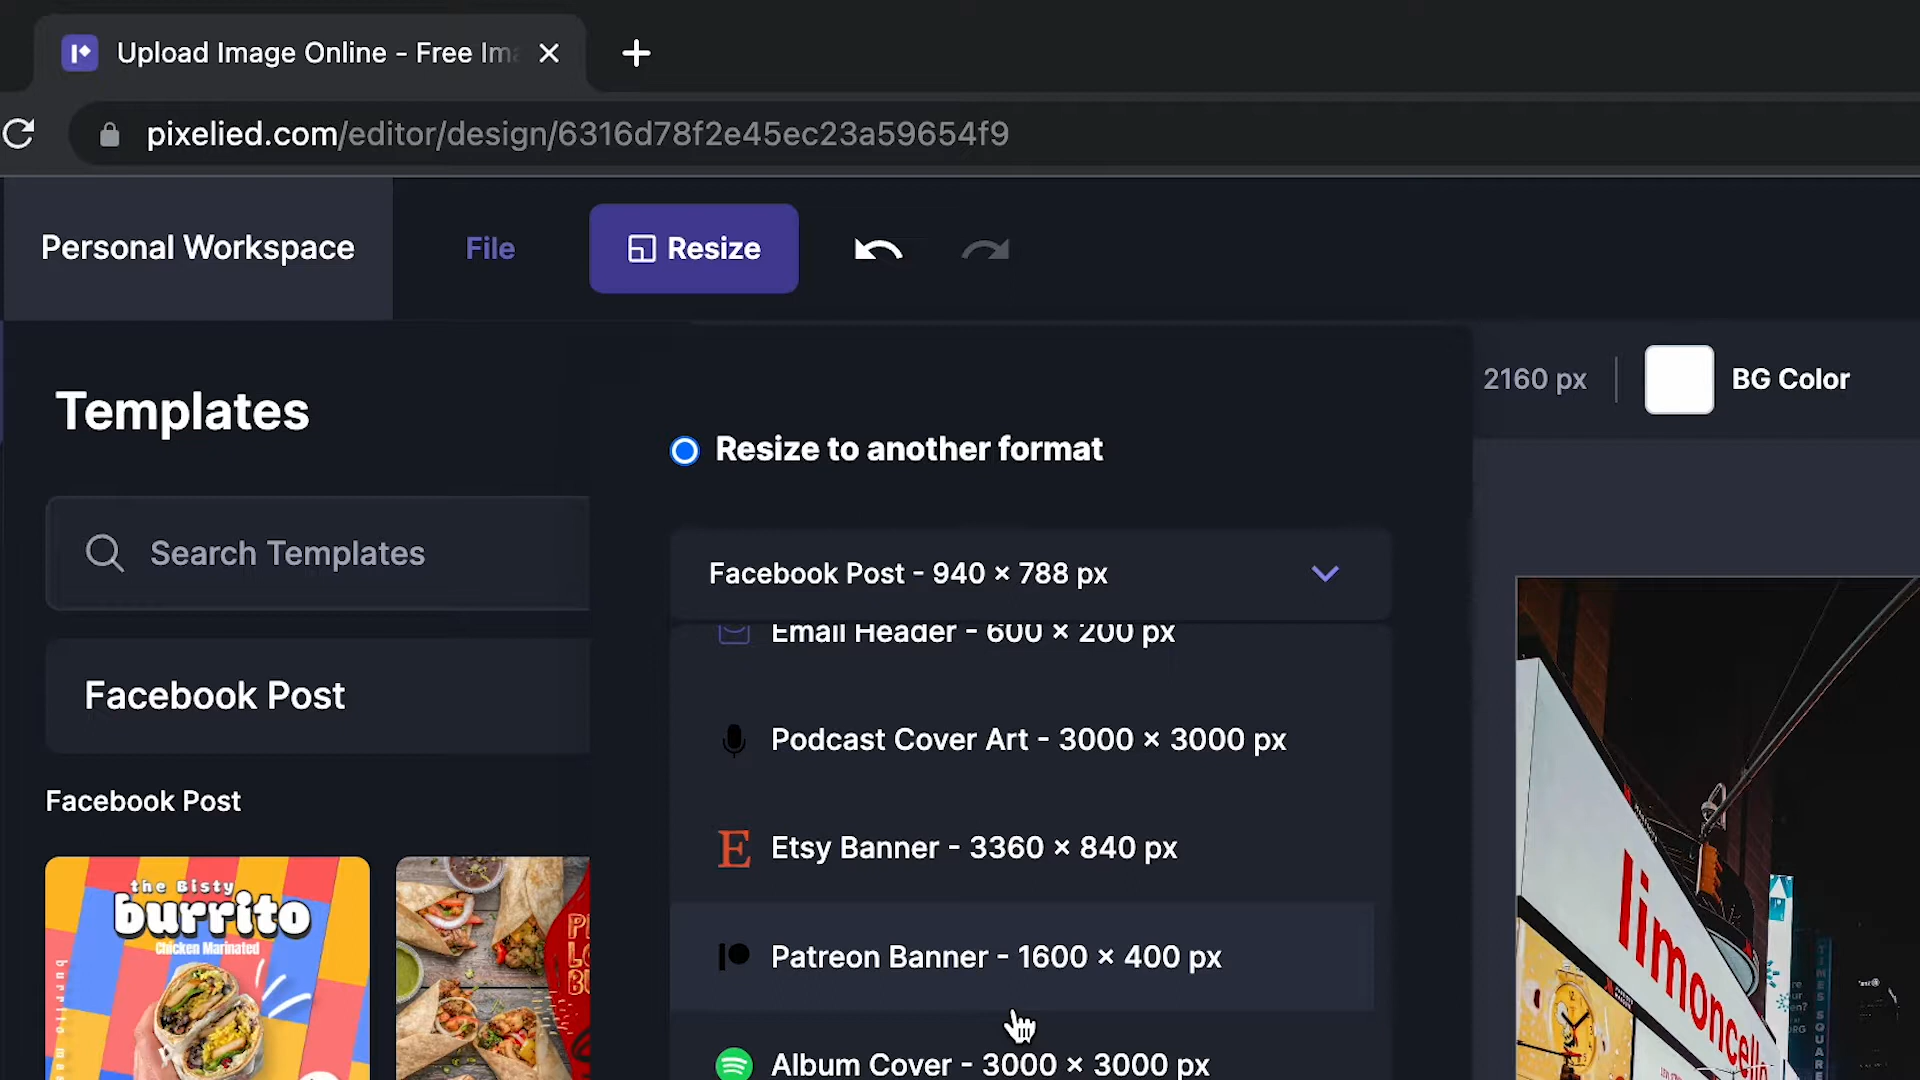 Upload Image Online - Free Ima
pixelied.com/editor/design/6316d78f2e45ec23a59654f9
Personal Workspace
File
Resize
2160 px
BG Color
Templates
Resize to another format
Search Templates
Facebook Post - 940 × 788 px
Email Header - 600 × 200 px
Facebook Post
Podcast Cover Art - 3000 × 3000 px
Facebook Post
Etsy Banner - 3360 × 840 px
the Bisty
burrito
Chicken Marinated
Patreon Banner - 1600 × 400 px
Album Cover - 3000 × 3000 px
limoncello
TIMES SQUARE